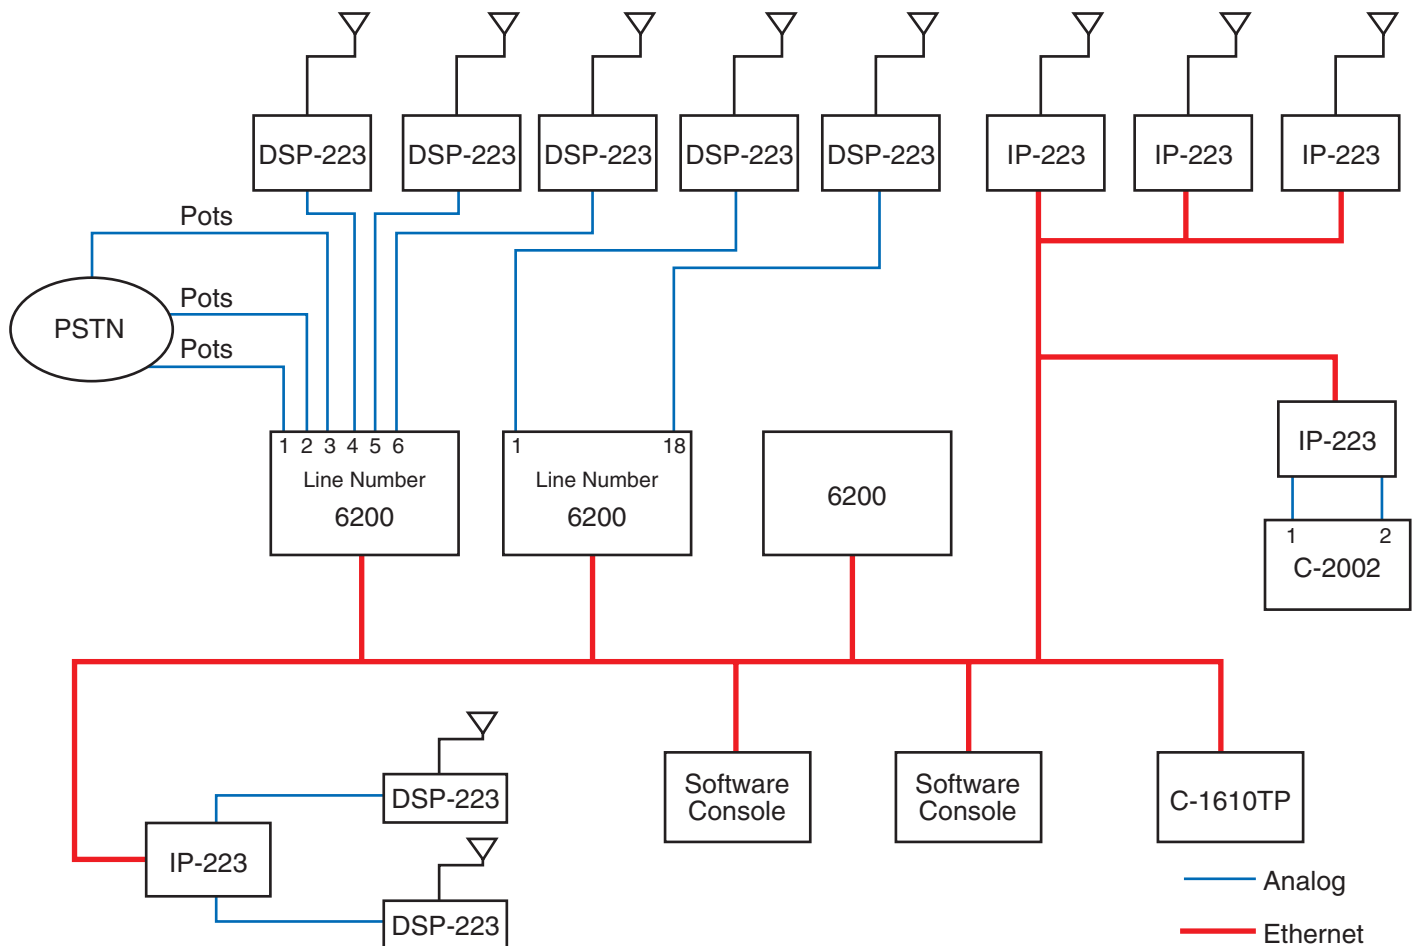 DSP-223 DSP-223 DSP-223 DSP-223 DSP-223 IP-223 IP-223 IP-223
Pots
Pots
PSTN
Pots
1 2 3 4 5 6
Line Number
6200
1 18
Line Number
6200
6200
IP-223
1 2
C-2002
DSP-223
IP-223
DSP-223
Software
Console
Software
Console
C-1610TP
Analog
Ethernet